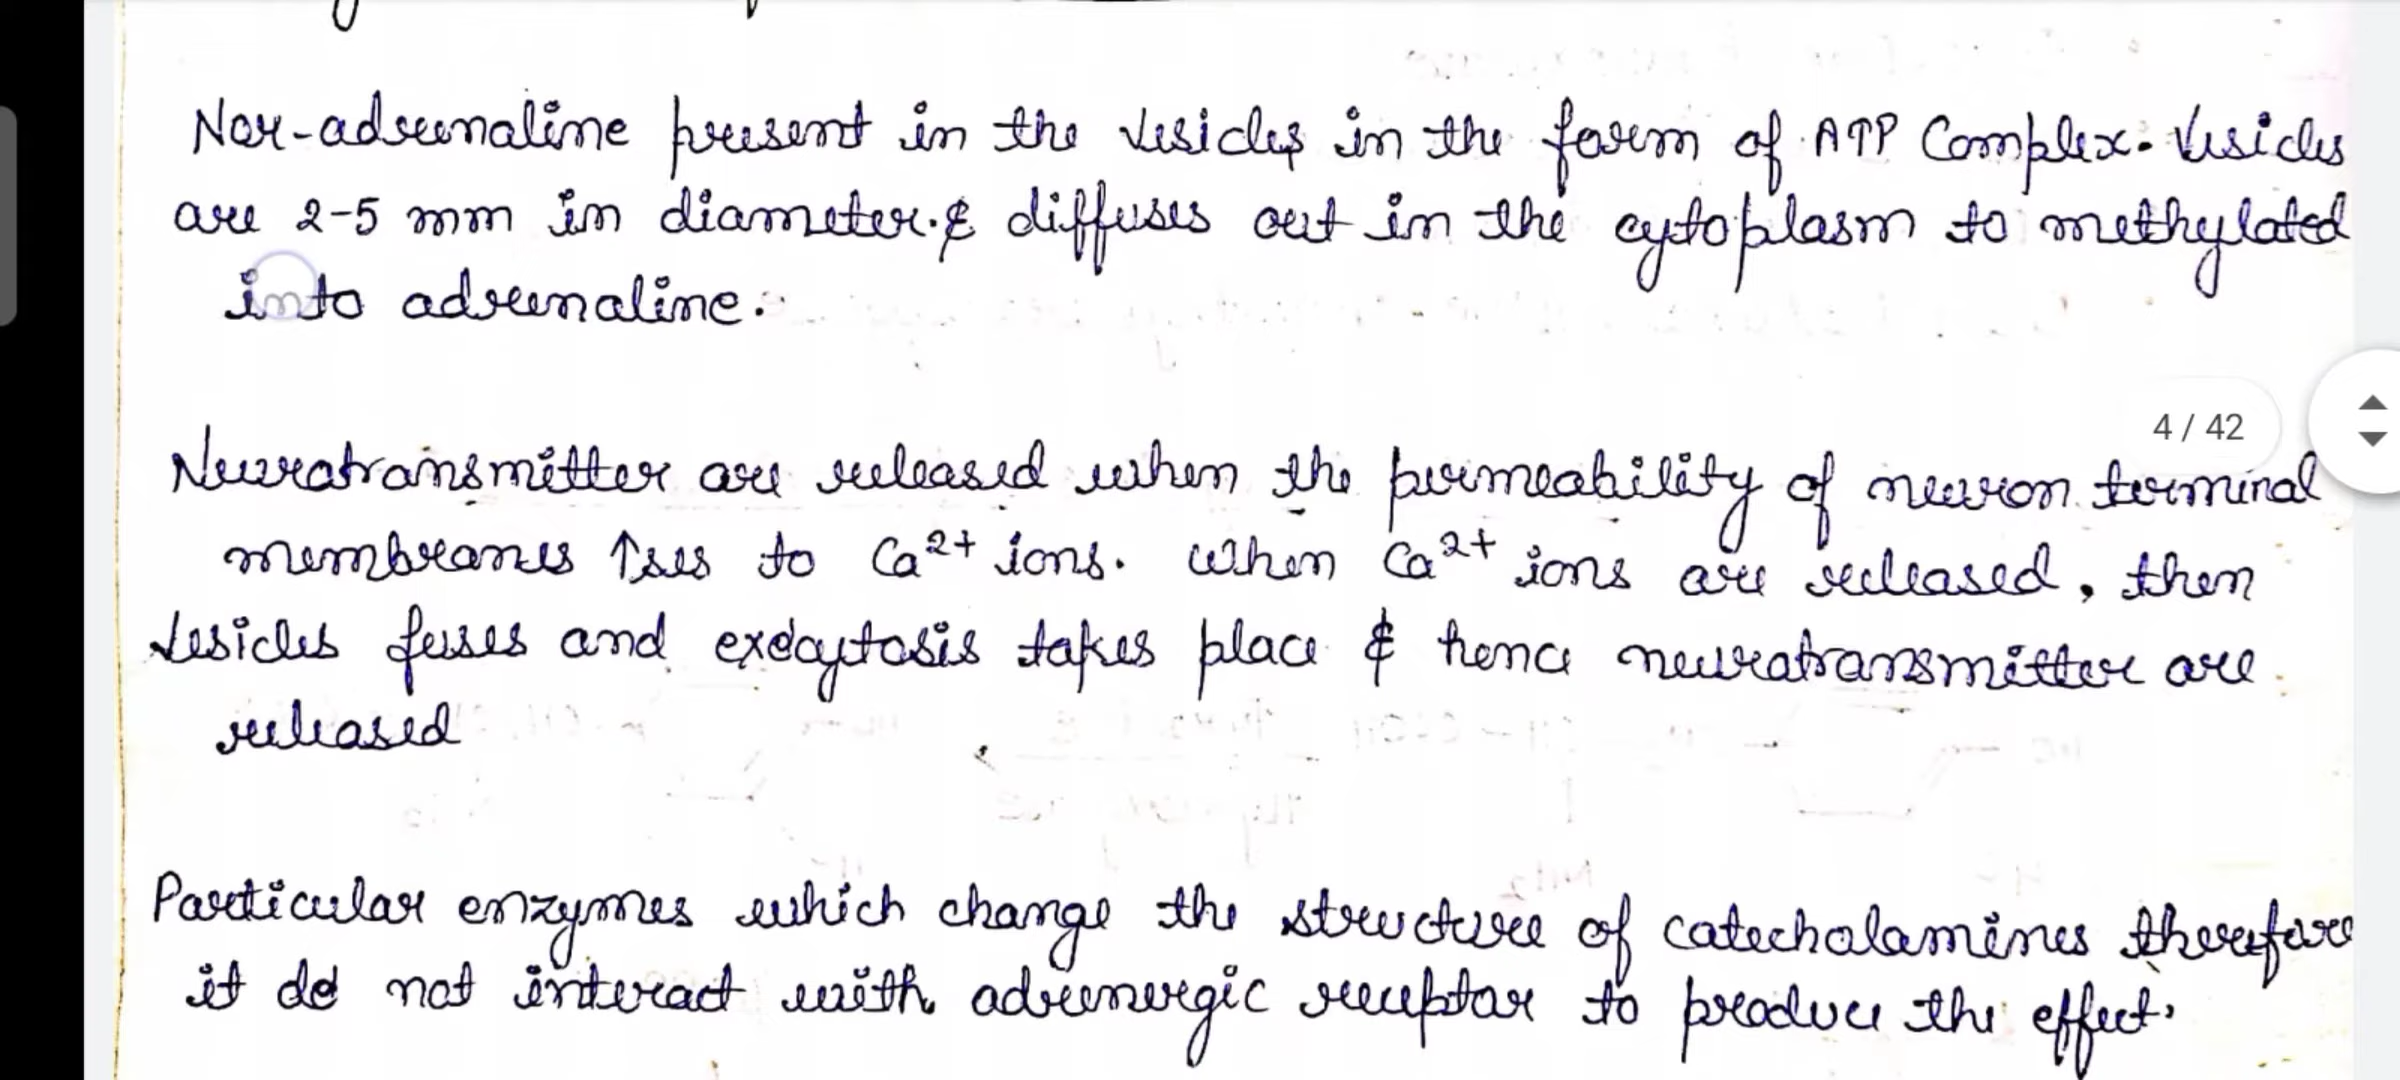 Nor-adrenaline present in the vesicles in the form of ATP Complex. Vesicles
are 2-5 mm in diameter. & diffuses out in the cytoplasm to methylated
into adrenaline.
4 / 42
Neurotransmitter are released when the permeability of neuron terminal
membranes ↑ses to Ca²⁺ ions. When Ca²⁺ ions are released, then
vesicles fuses and exocytosis takes place & hence neurotransmitter are
released
Particular enzymes which change the structure of catecholamines therefore
it do not interact with adrenergic receptor to produce the effect.